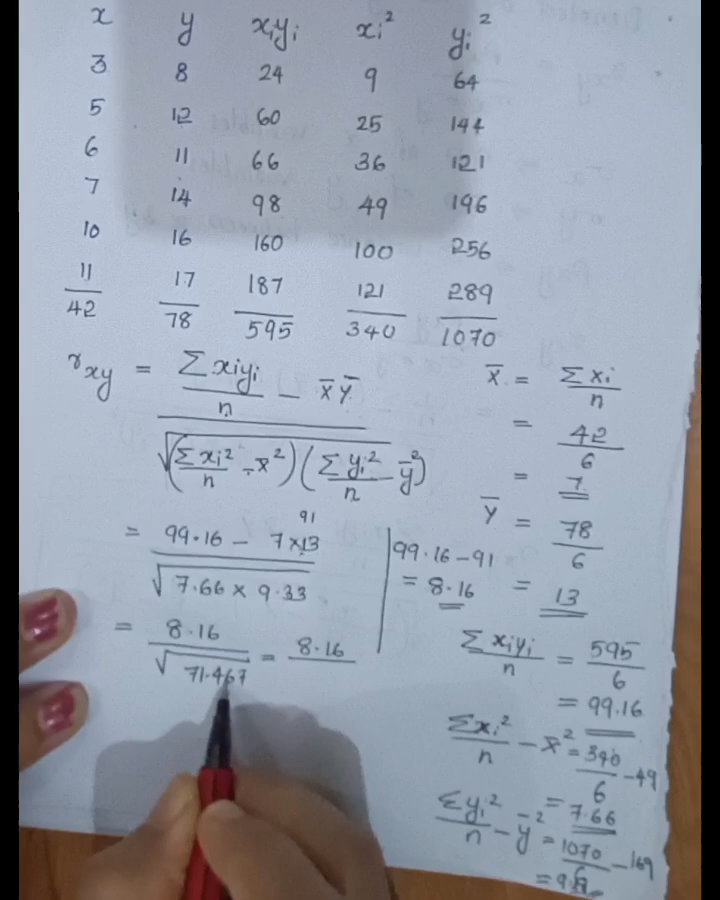 x y xᵢyᵢ xᵢ² yᵢ²
3 8 24 9 64
5 12 60 25 144
6 11 66 36 121
7 14 98 49 196
10 16 160 100 256
11 17 187 121 289
42 78 595 340 1070
r_xy = (Σxᵢyᵢ/n − x̄ȳ) / √((Σxᵢ²/n − x̄²)(Σyᵢ²/n − ȳ²))
= (99.16 − 7×13) / √(7.66 × 9.33)
91
= 8.16 / √71.467 = 8.16
99.16 − 91
= 8.16
X̄ = Σxᵢ/n
= 42/6
= 7
Ȳ = 78/6
= 13
Σxᵢyᵢ/n = 595/6
= 99.16
Σxᵢ²/n − x̄² = 340/6 − 49
= 7.66
Σyᵢ²/n − ȳ² = 1070/6 − 169